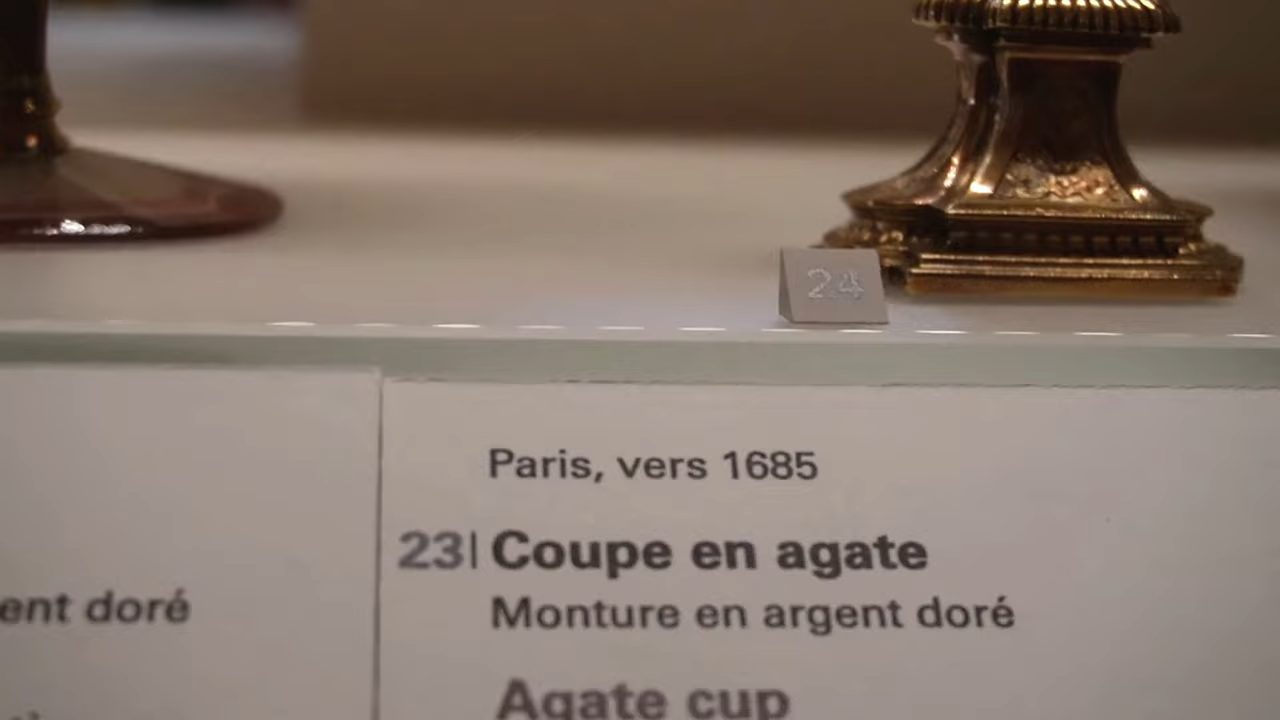 24
Paris, vers 1685
23| Coupe en agate
ent doré
Monture en argent doré
Agate cup